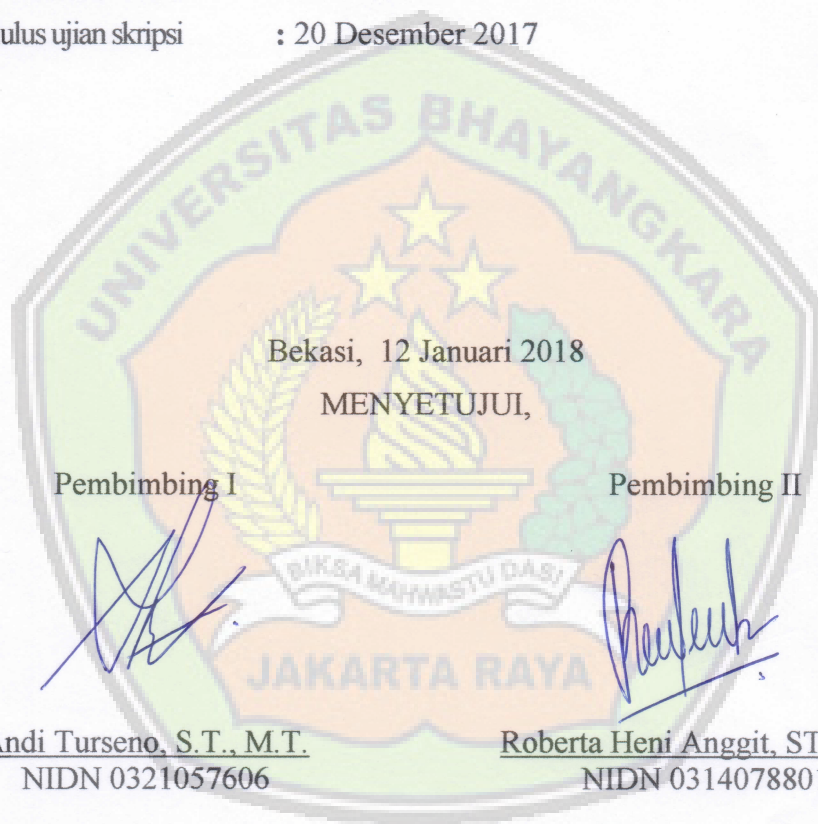 ulus ujian skripsi : 20 Desember 2017
UNIVERSITAS BHAYANGKARA
Bekasi, 12 Januari 2018
MENYETUJUI,
Pembimbing I Pembimbing II
BIKSA MAHWASTU DASI
JAKARTA RAYA
Andi Turseno, S.T., M.T. Roberta Heni Anggit, ST
NIDN 0321057606 NIDN 031407880